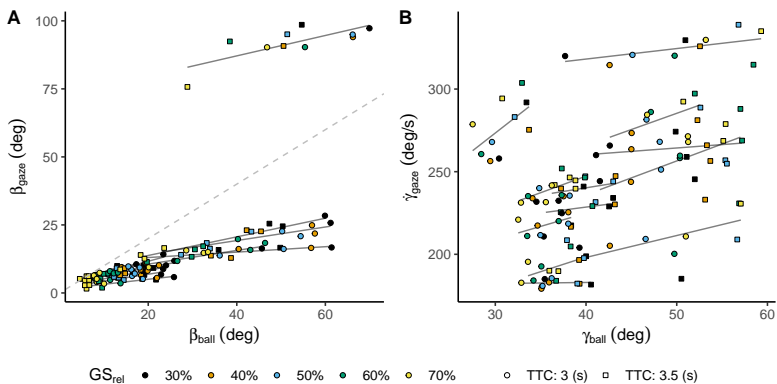 A
100
75
50
25
0
β_gaze (deg)
20
40
60
β_ball (deg)
B
300
250
200
γ̇_gaze (deg/s)
30
40
50
60
γ_ball (deg)
GS_rel 30% 40% 50% 60% 70% TTC: 3 (s) TTC: 3.5 (s)